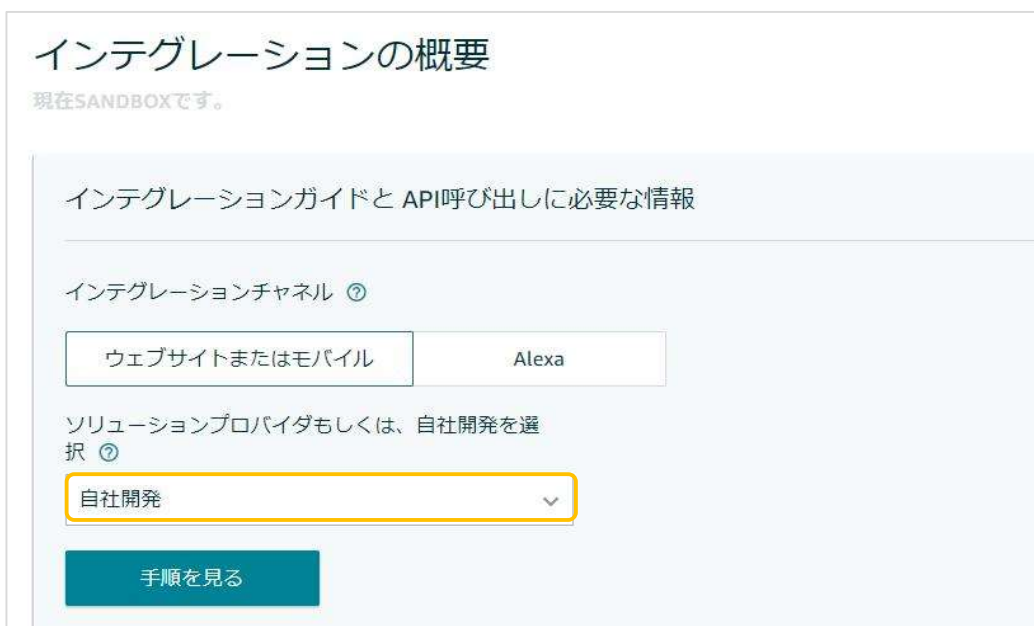 インテグレーションの概要
現在SANDBOXです。
インテグレーションガイドと API呼び出しに必要な情報
インテグレーションチャネル ?
ウェブサイトまたはモバイル Alexa
ソリューションプロバイダもしくは、自社開発を選
択 ?
自社開発
手順を見る